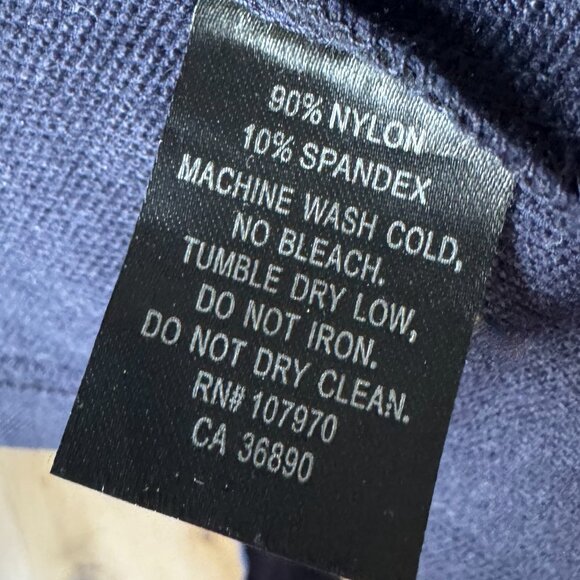 90% NYLON
10% SPANDEX
MACHINE WASH COLD,
NO BLEACH.
TUMBLE DRY LOW,
DO NOT IRON.
DO NOT DRY CLEAN.
RN# 107970
CA 36890